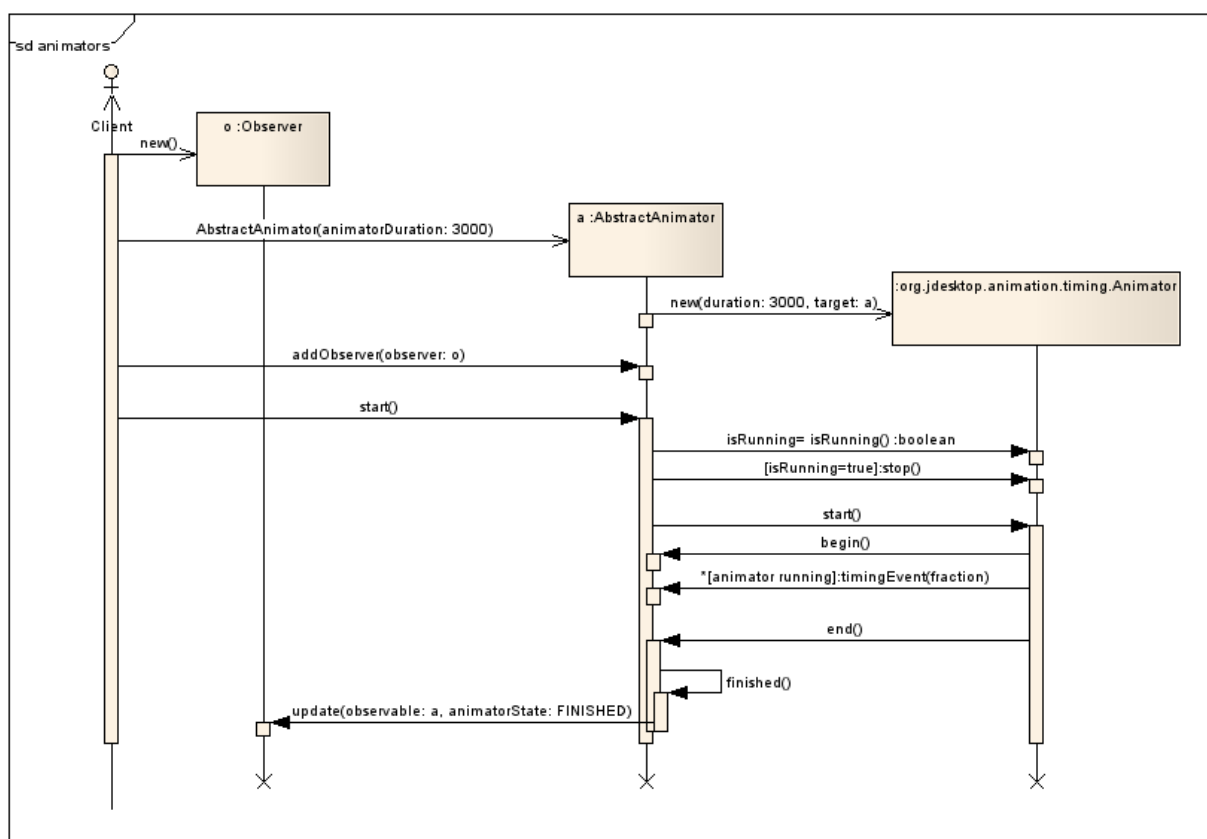 sd animators
Client
new()
o :Observer
AbstractAnimator(animatorDuration: 3000)
a :AbstractAnimator
new(duration: 3000, target: a)
:org.jdesktop.animation.timing.Animator
addObserver(observer: o)
start()
isRunning= isRunning() :boolean
[isRunning=true]:stop()
start()
begin()
*[animator running]:timingEvent(fraction)
end()
finished()
update(observable: a, animatorState: FINISHED)